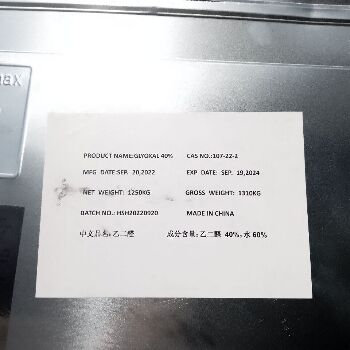 max
PRODUCT NAME:GLYOXAL 40% CAS NO.:107-22-2
MFG DATE:SEP. 20,2022 EXP DATE: SEP. 19,2024
NET WEIGHT: 1250KG GROSS WEIGHT: 1310KG
BATCH NO.: HSH20220920 MADE IN CHINA
中文品名:乙二醛 成分含量:乙二醛 40%,水 60%